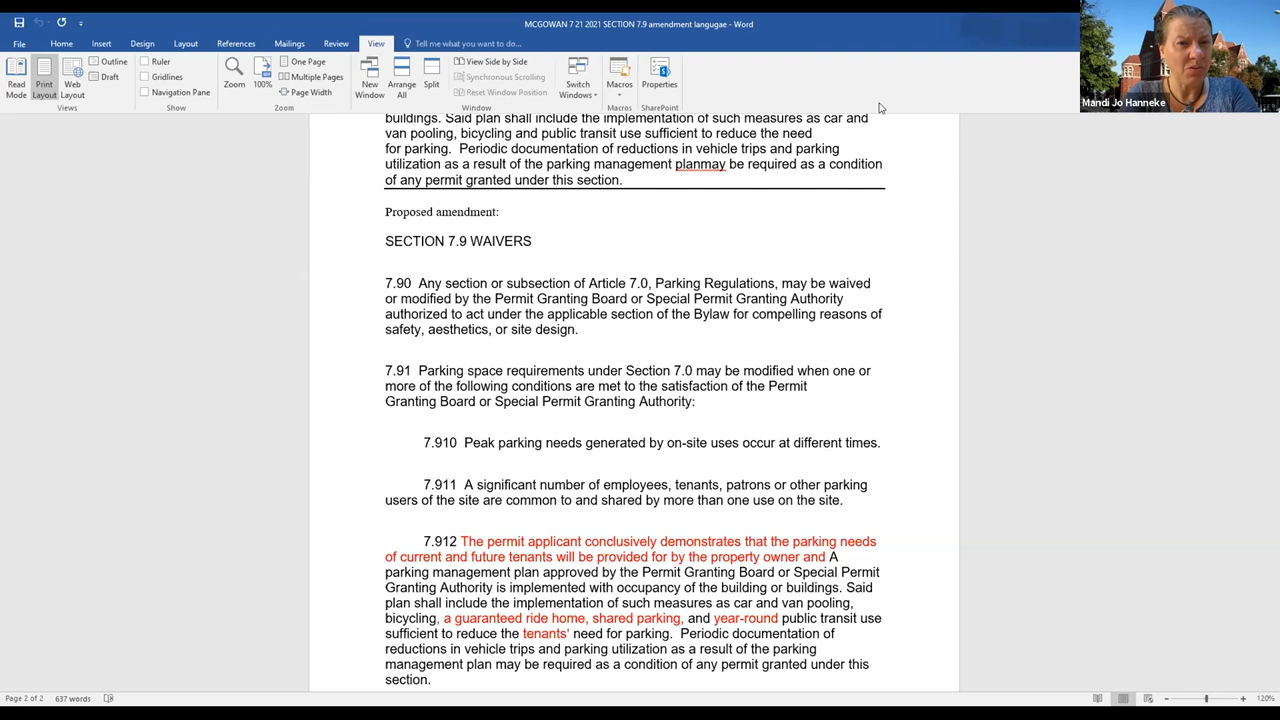 MCGOWAN 7 21 2021 SECTION 7.9 amendment langugae - Word
File Home Insert Design Layout References Mailings Review View Tell me what you want to do...
Read Mode
Print Layout
Web Layout
Outline
Draft
Views
Ruler
Gridlines
Navigation Pane
Show
Zoom
100%
One Page
Multiple Pages
Page Width
Zoom
New Window
Arrange All
Split
View Side by Side
Synchronous Scrolling
Reset Window Position
Window
Switch Windows
Macros
Macros
Properties
SharePoint
Mandi Jo Hanneke
buildings. Said plan shall include the implementation of such measures as car and
van pooling, bicycling and public transit use sufficient to reduce the need
for parking. Periodic documentation of reductions in vehicle trips and parking
utilization as a result of the parking management planmay be required as a condition
of any permit granted under this section.
Proposed amendment:
SECTION 7.9 WAIVERS
7.90 Any section or subsection of Article 7.0, Parking Regulations, may be waived
or modified by the Permit Granting Board or Special Permit Granting Authority
authorized to act under the applicable section of the Bylaw for compelling reasons of
safety, aesthetics, or site design.
7.91 Parking space requirements under Section 7.0 may be modified when one or
more of the following conditions are met to the satisfaction of the Permit
Granting Board or Special Permit Granting Authority:
7.910 Peak parking needs generated by on-site uses occur at different times.
7.911 A significant number of employees, tenants, patrons or other parking
users of the site are common to and shared by more than one use on the site.
7.912 The permit applicant conclusively demonstrates that the parking needs
of current and future tenants will be provided for by the property owner and A
parking management plan approved by the Permit Granting Board or Special Permit
Granting Authority is implemented with occupancy of the building or buildings. Said
plan shall include the implementation of such measures as car and van pooling,
bicycling, a guaranteed ride home, shared parking, and year-round public transit use
sufficient to reduce the tenants' need for parking. Periodic documentation of
reductions in vehicle trips and parking utilization as a result of the parking
management plan may be required as a condition of any permit granted under this
section.
Page 2 of 2 637 words
120%